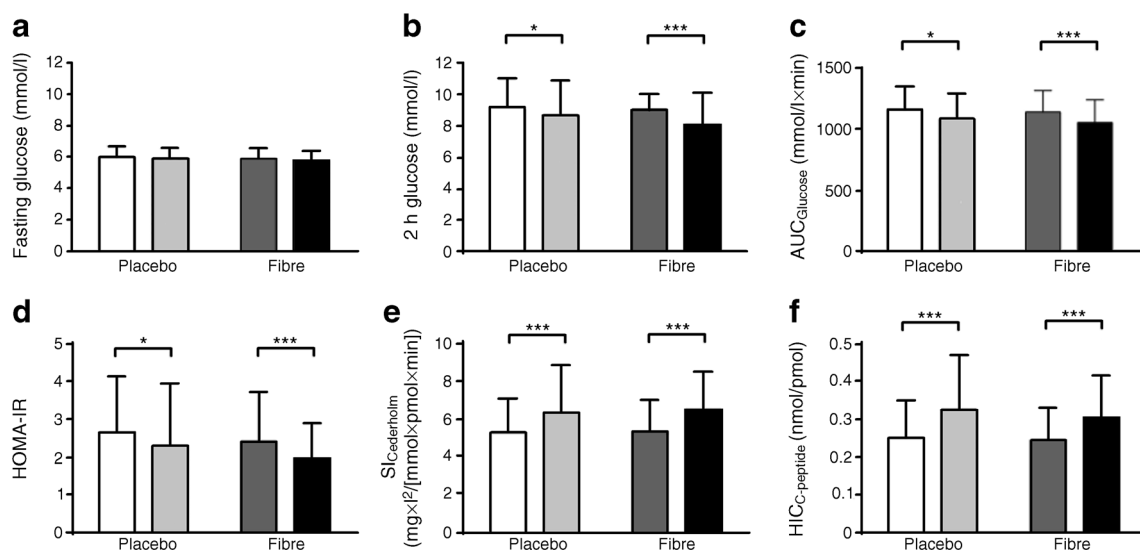 a
Fasting glucose (mmol/l)
12
10
8
6
4
2
0
Placebo
Fibre
b
2 h glucose (mmol/l)
12
10
8
6
4
2
0
*
***
Placebo
Fibre
c
AUCGlucose (mmol/l×min)
1500
1000
500
0
*
***
Placebo
Fibre
d
HOMA-IR
5
4
3
2
1
0
*
***
Placebo
Fibre
e
SICederholm
(mg×l²/[mmol×pmol×min])
10
8
6
4
2
0
***
***
Placebo
Fibre
f
HICC-peptide (nmol/pmol)
0.5
0.4
0.3
0.2
0.1
0
***
***
Placebo
Fibre